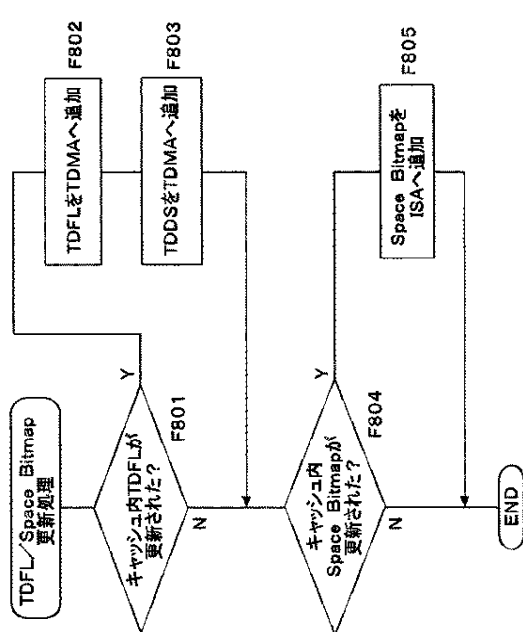 TDFL/Space Bitmap
更新処理
キャッシュ内TDFLが
更新された?
F801
Y
N
TDFLをTDMAへ追加
F802
TDDSをTDMAへ追加
F803
キャッシュ内
Space Bitmapが
更新された?
F804
Y
N
Space Bitmapを
ISAへ追加
F805
END